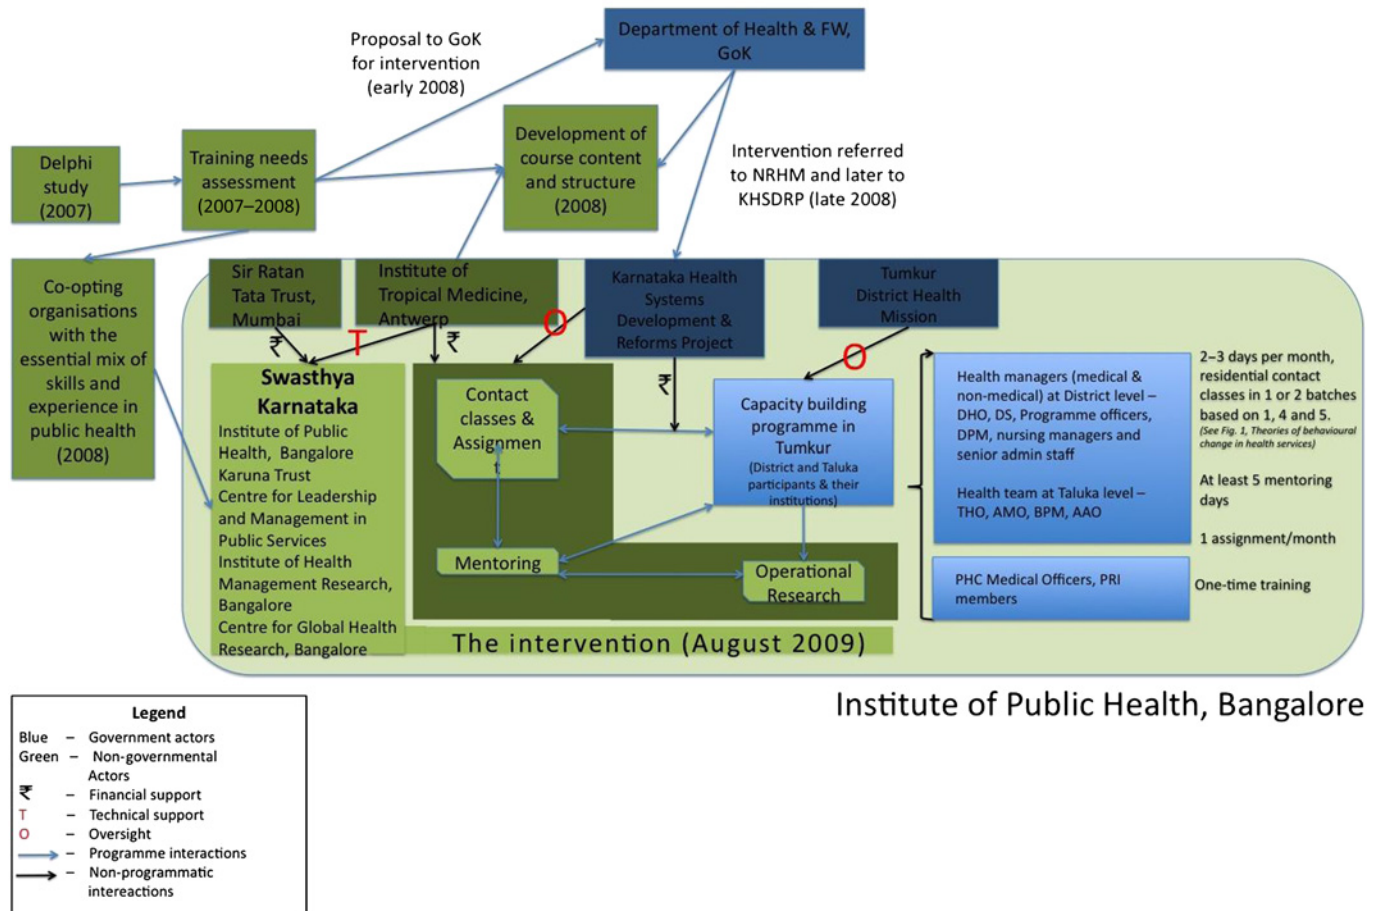 Proposal to GoK
for intervention
(early 2008)
Department of Health & FW,
GoK
Delphi
study
(2007)
Training needs
assessment
(2007–2008)
Development of
course content
and structure
(2008)
Intervention referred
to NRHM and later to
KHSDRP (late 2008)
Co-opting
organisations
with the
essential mix of
skills and
experience in
public health
(2008)
Sir Ratan
Tata Trust,
Mumbai
Institute of
Tropical Medicine,
Antwerp
Karnataka Health
Systems
Development &
Reforms Project
Tumkur
District Health
Mission
₹
T
₹
O
₹
O
Swasthya
Karnataka
Institute of Public
Health, Bangalore
Karuna Trust
Centre for Leadership
and Management in
Public Services
Institute of Health
Management Research,
Bangalore
Centre for Global Health
Research, Bangalore
Contact
classes &
Assignmen
t
Mentoring
Capacity building
programme in
Tumkur
(District and Taluka
participants & their
institutions)
Operational
Research
The intervention (August 2009)
Health managers (medical &
non-medical) at District level –
DHO, DS, Programme officers,
DPM, nursing managers and
senior admin staff
Health team at Taluka level –
THO, AMO, BPM, AAO
PHC Medical Officers, PRI
members
2–3 days per month,
residential contact
classes in 1 or 2 batches
based on 1, 4 and 5.
(See Fig. 1, Theories of behavioural
change in health services)
At least 5 mentoring
days
1 assignment/month
One-time training
Institute of Public Health, Bangalore
Legend
Blue – Government actors
Green – Non-governmental
Actors
₹ – Financial support
T – Technical support
O – Oversight
– Programme interactions
– Non-programmatic
intereactions